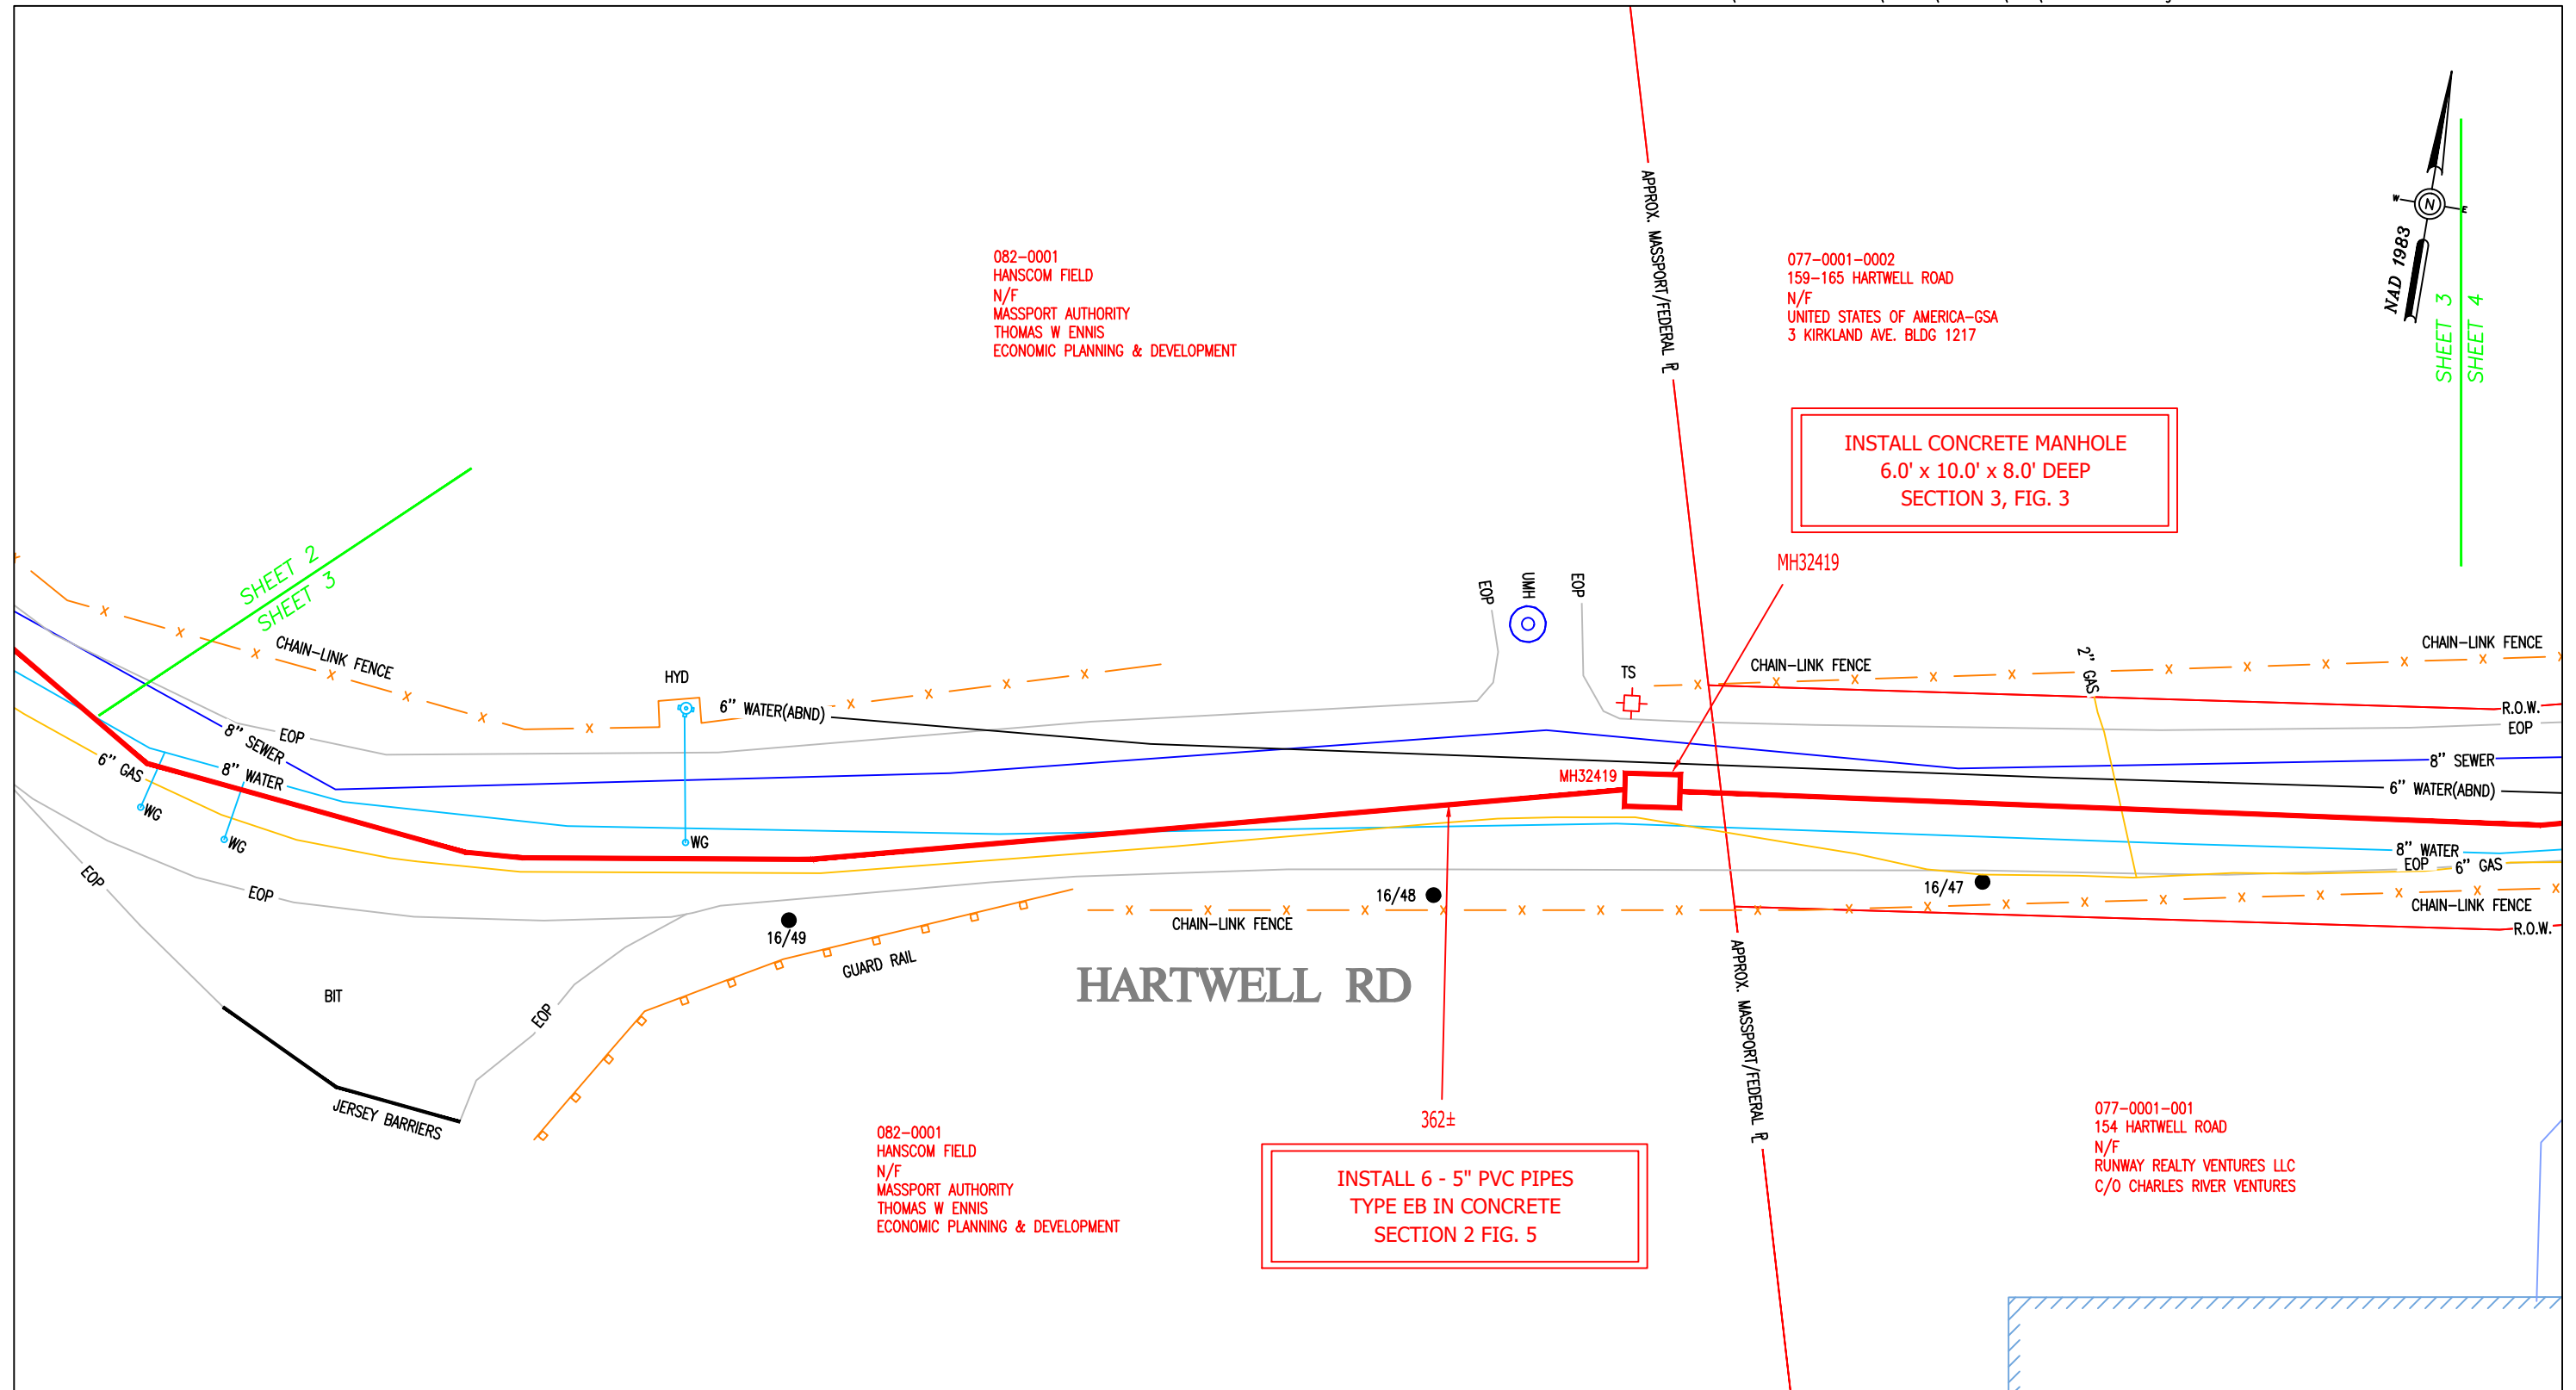 082-0001
HANSCOM FIELD
N/F
MASSPORT AUTHORITY
THOMAS W ENNIS
ECONOMIC PLANNING & DEVELOPMENT
APPROX. MASSPORT/FEDERAL PL
077-0001-0002
159-165 HARTWELL ROAD
N/F
UNITED STATES OF AMERICA-GSA
3 KIRKLAND AVE. BLDG 1217
W
N
E
NAD 1983
SHEET 3
SHEET 4
INSTALL CONCRETE MANHOLE
6.0' x 10.0' x 8.0' DEEP
SECTION 3, FIG. 3
MH32419
SHEET 2
SHEET 3
CHAIN-LINK FENCE
HYD
6" WATER(ABND)
EOP
UMH
EOP
TS
CHAIN-LINK FENCE
2" GAS
CHAIN-LINK FENCE
R.O.W.
EOP
EOP
8" SEWER
8" WATER
6" GAS
WG
WG
WG
MH32419
8" SEWER
6" WATER(ABND)
8" WATER
EOP
6" GAS
CHAIN-LINK FENCE
R.O.W.
EOP
EOP
16/49
16/48
16/47
CHAIN-LINK FENCE
GUARD RAIL
HARTWELL RD
BIT
EOP
JERSEY BARRIERS
APPROX. MASSPORT/FEDERAL PL
362±
INSTALL 6 - 5" PVC PIPES
TYPE EB IN CONCRETE
SECTION 2 FIG. 5
082-0001
HANSCOM FIELD
N/F
MASSPORT AUTHORITY
THOMAS W ENNIS
ECONOMIC PLANNING & DEVELOPMENT
077-0001-001
154 HARTWELL ROAD
N/F
RUNWAY REALTY VENTURES LLC
C/O CHARLES RIVER VENTURES